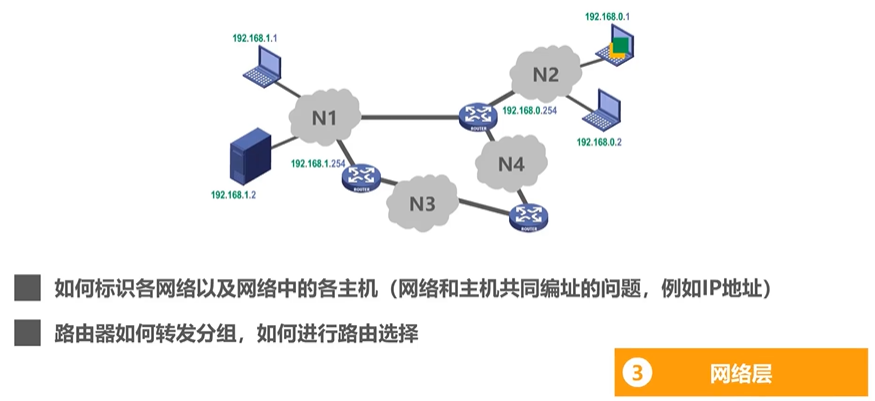 192.168.0.1
192.168.1.1
N2
192.168.0.254
N1
ROUTER
192.168.0.2
192.168.1.254
N4
192.168.1.2
ROUTER
N3
ROUTER
如何标识各网络以及网络中的各主机（网络和主机共同编址的问题，例如IP地址）
路由器如何转发分组，如何进行路由选择
3 网络层